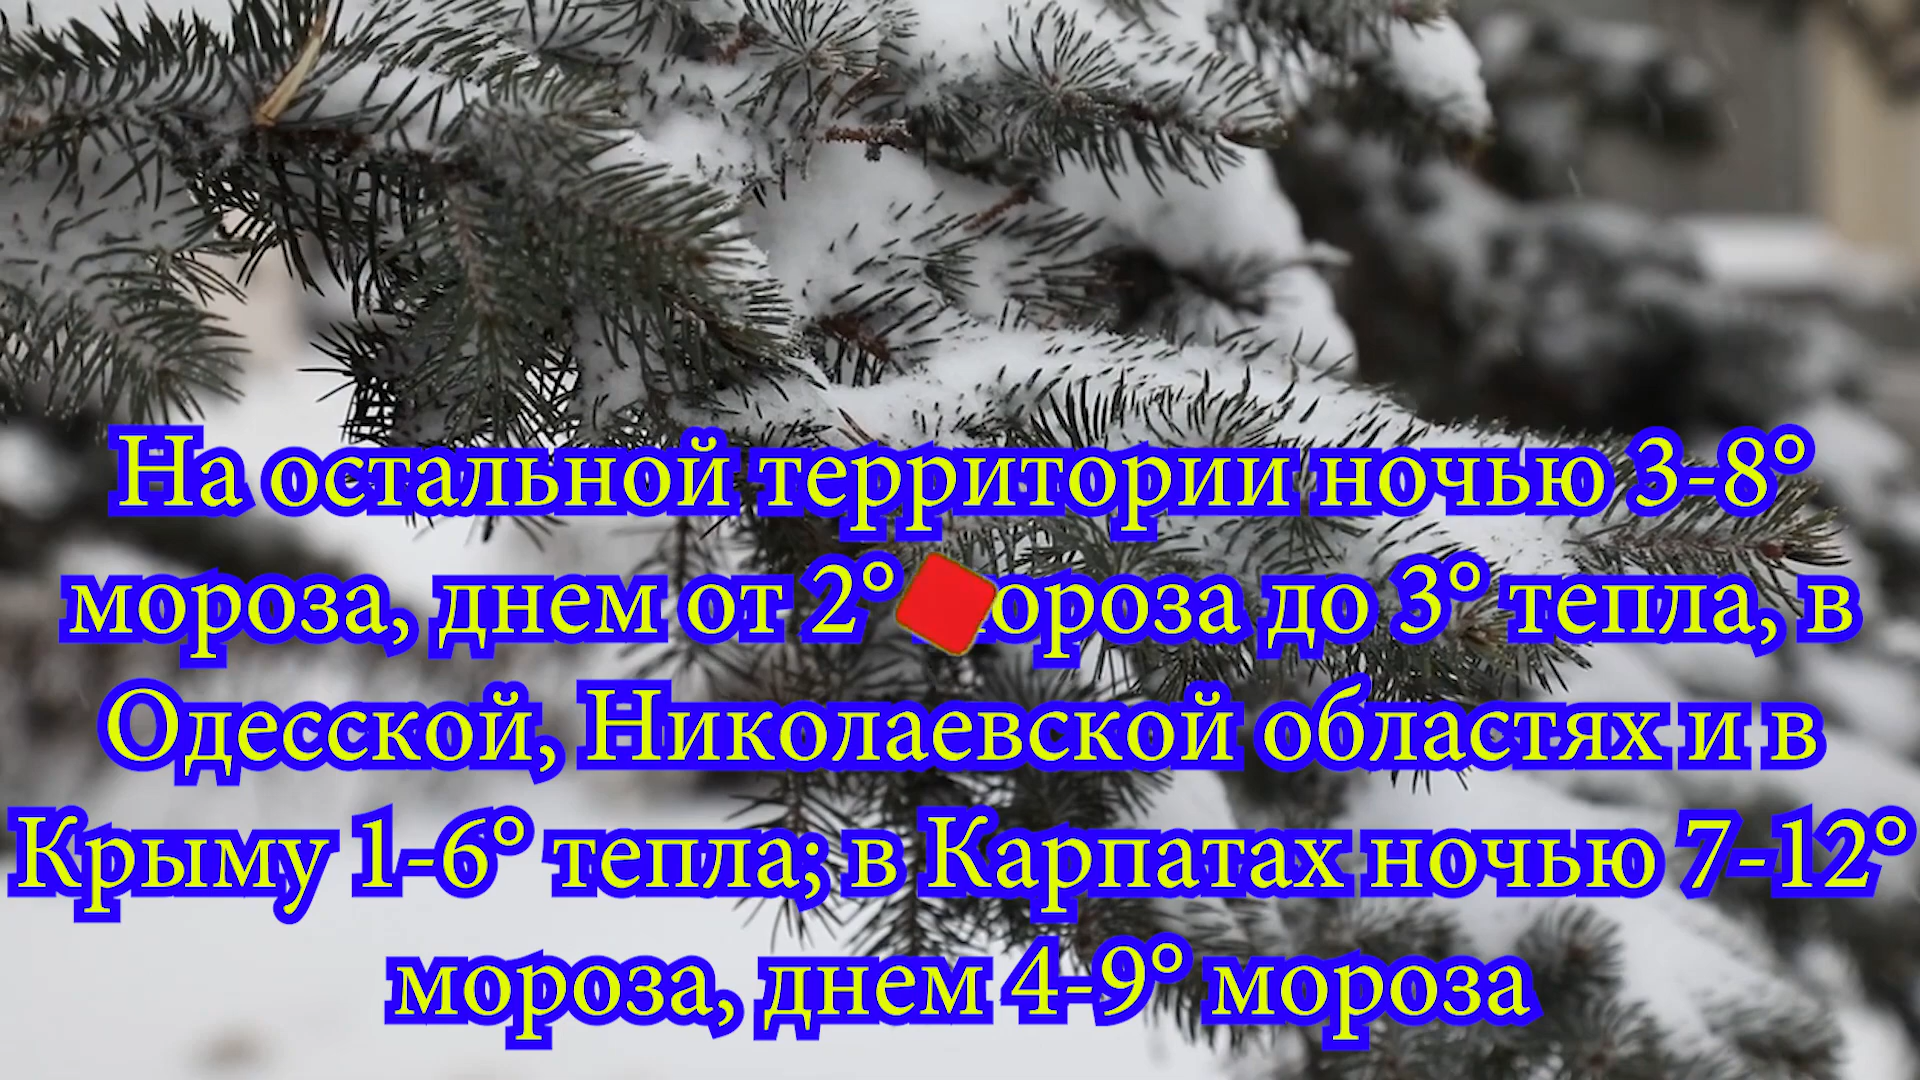 На остальной территории ночью 3-8°
мороза, днем от 2° ороза до 3° тепла, в
Одесской, Николаевской областях и в
Крыму 1-6° тепла; в Карпатах ночью 7-12°
мороза, днем 4-9° мороза